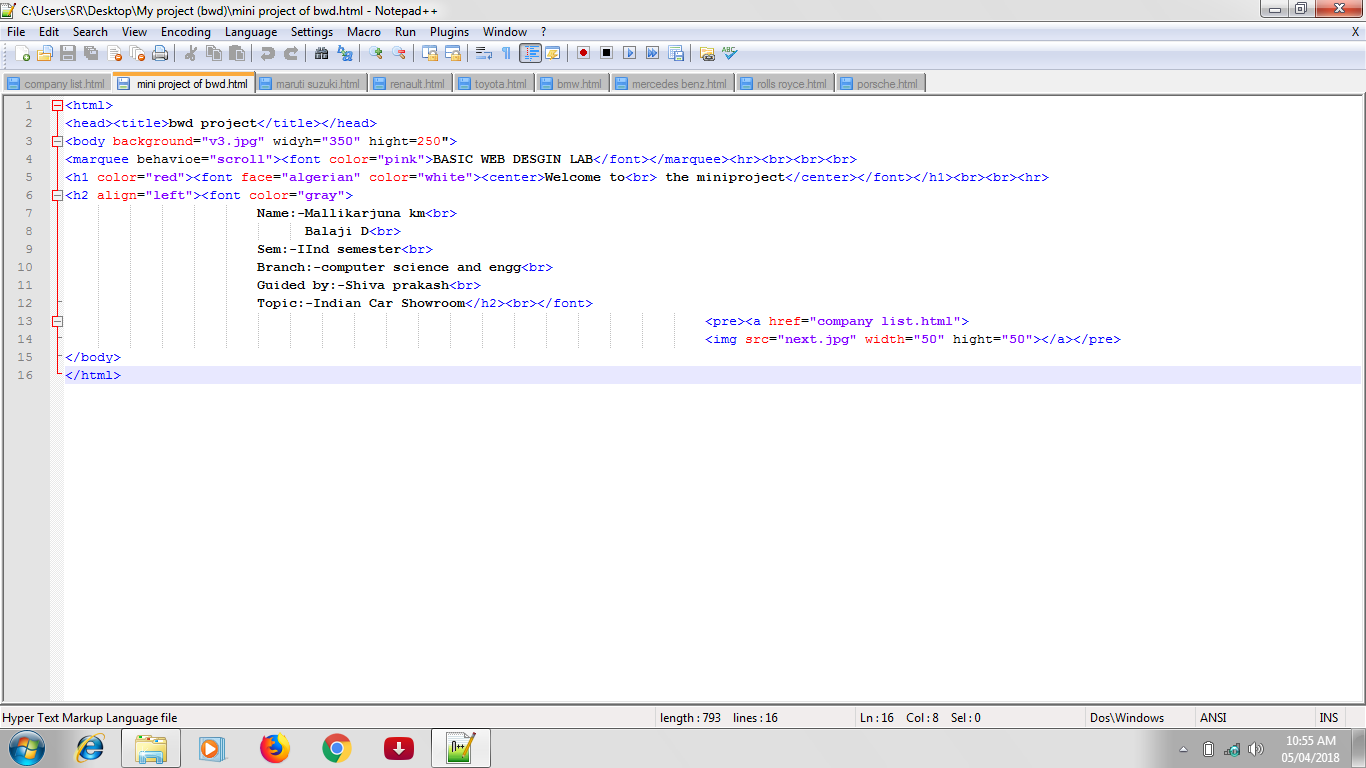 C:\Users\SR\Desktop\My project (bwd)\mini project of bwd.html - Notepad++
File Edit Search View Encoding Language Settings Macro Run Plugins Window ? X
company list.html mini project of bwd.html maruti suzuki.html renault.html toyota.html bmw.html mercedes benz.html rolls royce.html porsche.html
1 <html>
2 <head><title>bwd project</title></head>
3 <body background="v3.jpg" widyh="350" hight=250">
4 <marquee behavioe="scroll"><font color="pink">BASIC WEB DESGIN LAB</font></marquee><hr><br><br><br>
5 <h1 color="red"><font face="algerian" color="white"><center>Welcome to<br> the miniproject</center></font></h1><br><br><hr>
6 <h2 align="left"><font color="gray">
7 Name:-Mallikarjuna km<br>
8 Balaji D<br>
9 Sem:-IInd semester<br>
10 Branch:-computer science and engg<br>
11 Guided by:-Shiva prakash<br>
12 Topic:-Indian Car Showroom</h2><br></font>
13 <pre><a href="company list.html">
14 <img src="next.jpg" width="50" hight="50"></a></pre>
15 </body>
16 </html>
Hyper Text Markup Language file length : 793 lines : 16 Ln : 16 Col : 8 Sel : 0 Dos\Windows ANSI INS
10:55 AM
05/04/2018